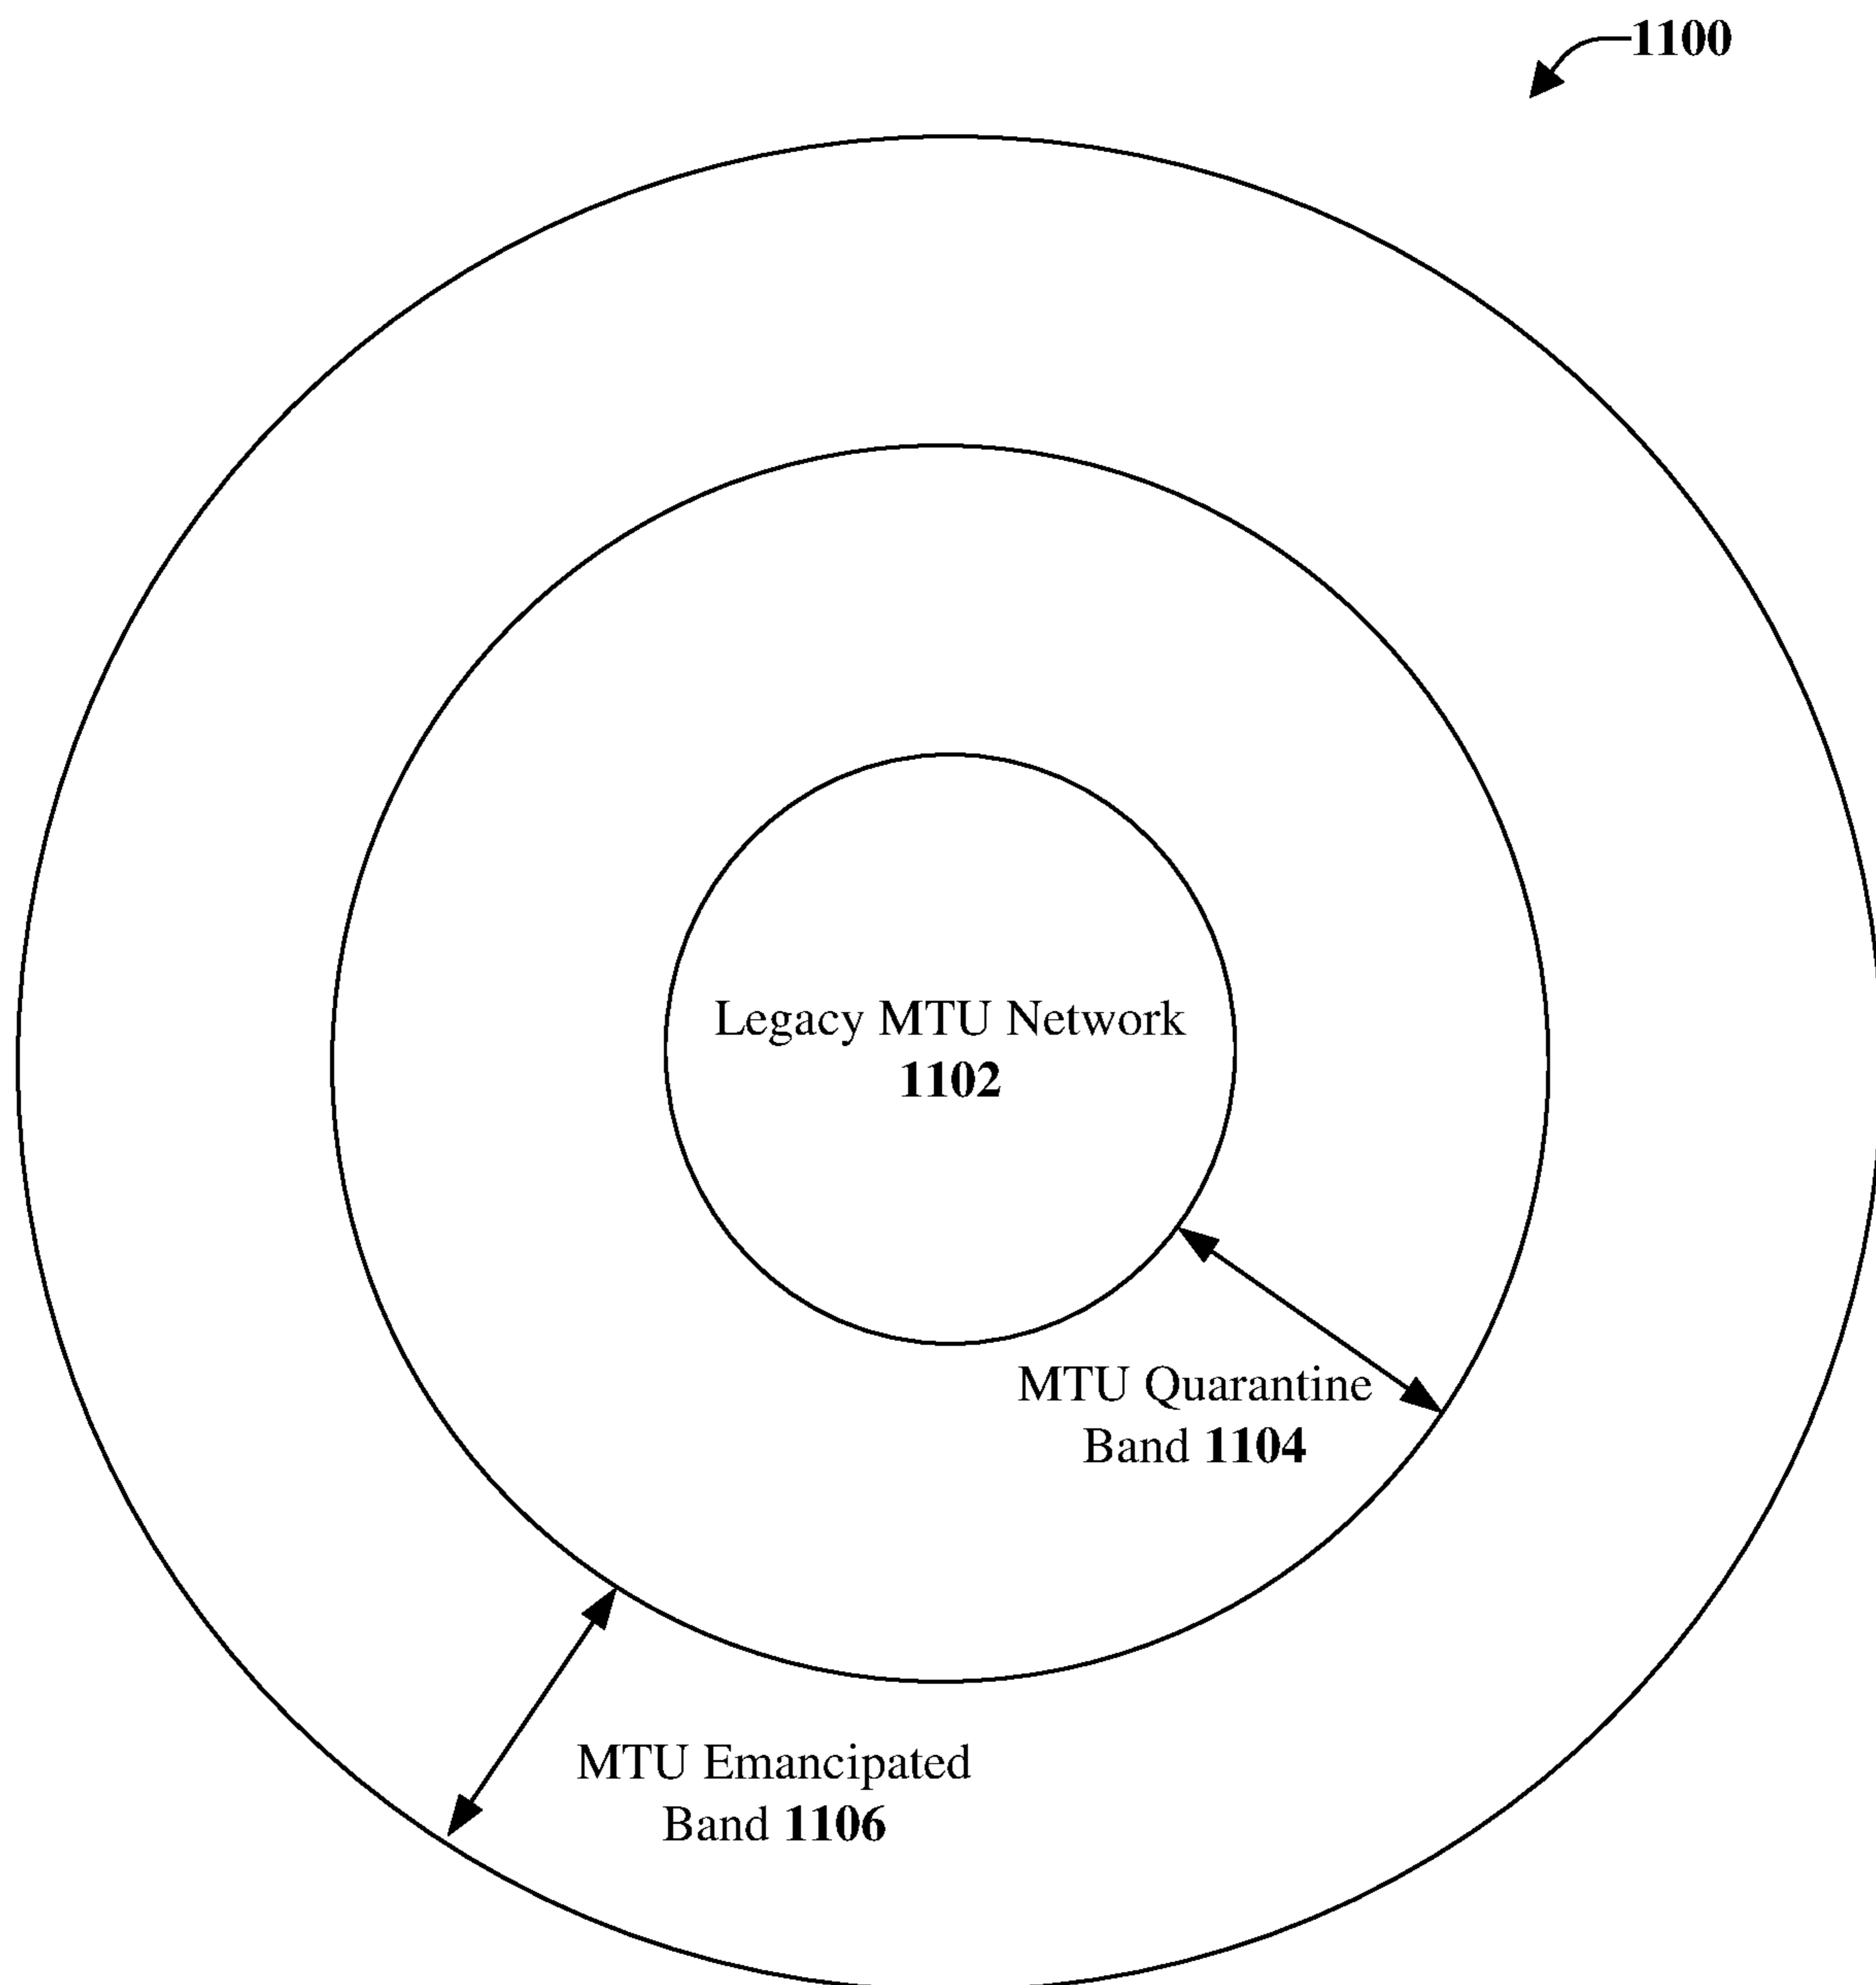 1100
Legacy MTU Network
1102
MTU Quarantine
Band 1104
MTU Emancipated
Band 1106